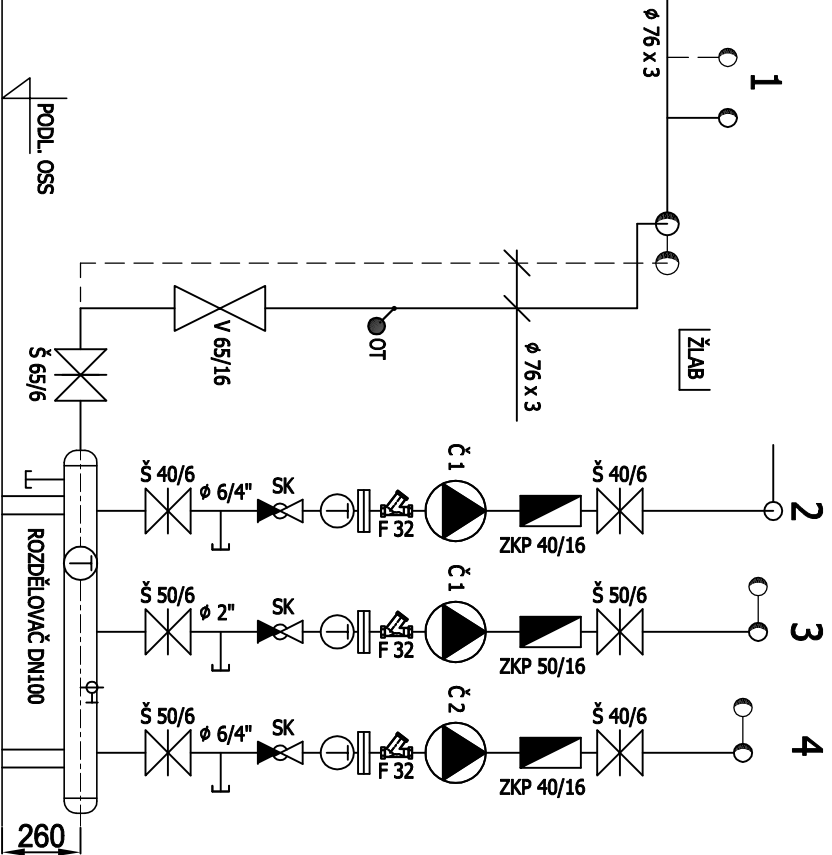 φ 76 x 3
1
PODL. OSS
ŽLAB
φ 76 x 3
OT
V 65/16
Š 65/6
Š 40/6
φ 6/4"
SK
F 32
Č 1
ZKP 40/16
Š 40/6
2
Š 50/6
φ 2"
SK
F 32
Č 1
ZKP 50/16
Š 50/6
3
Š 50/6
φ 6/4"
SK
F 32
Č 2
ZKP 40/16
Š 40/6
4
ROZDĚLOVAČ DN100
260